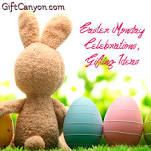 GiftCanyon.com
Easter Monday
Celebrations,
Gifting Ideas